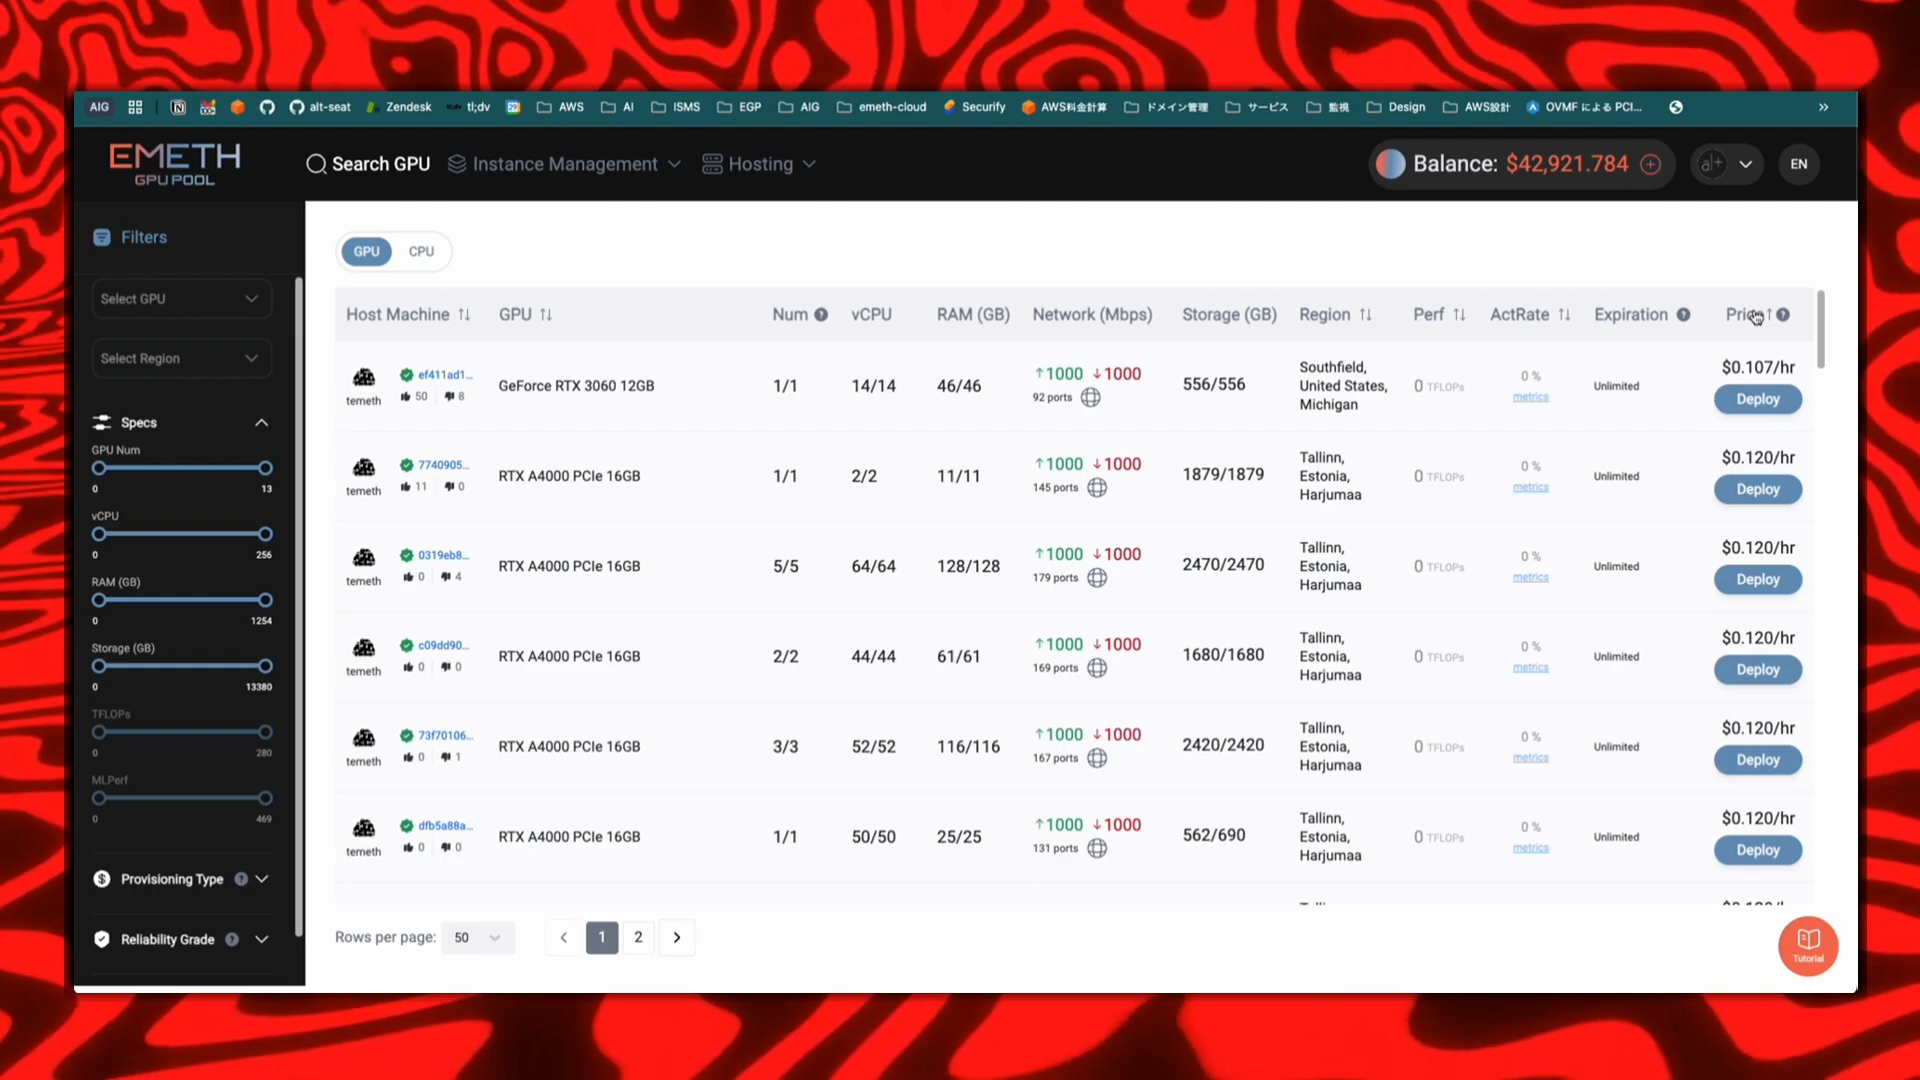 AIG alt-seat Zendesk tl;dv AWS AI ISMS EGP AIG emeth-cloud Securify AWS料金計算 ドメイン管理 サービス 監視 Design AWS設計 OVMF による PCI... »
EMETH
GPU POOL
Search GPU Instance Management Hosting Balance: $42,921.784 EN
Filters
Select GPU
Select Region
Specs
GPU Num
0 13
vCPU
0 256
RAM (GB)
0 1254
Storage (GB)
0 13380
TFLOPs
0 280
MLPerf
0 469
Provisioning Type
Reliability Grade
GPU CPU
Host Machine GPU Num vCPU RAM (GB) Network (Mbps) Storage (GB) Region Perf ActRate Expiration
temeth ef411ad1... 50 8 GeForce RTX 3060 12GB 1/1 14/14 46/46 ↑1000 ↓1000 92 ports 556/556 Southfield, United States, Michigan 0 TFLOPs 0 % metrics Unlimited $0.107/hr Deploy
temeth 7740905... 11 0 RTX A4000 PCIe 16GB 1/1 2/2 11/11 ↑1000 ↓1000 145 ports 1879/1879 Tallinn, Estonia, Harjumaa 0 TFLOPs 0 % metrics Unlimited $0.120/hr Deploy
temeth 0319eb8... 0 4 RTX A4000 PCIe 16GB 5/5 64/64 128/128 ↑1000 ↓1000 179 ports 2470/2470 Tallinn, Estonia, Harjumaa 0 TFLOPs 0 % metrics Unlimited $0.120/hr Deploy
temeth c09dd90... 0 0 RTX A4000 PCIe 16GB 2/2 44/44 61/61 ↑1000 ↓1000 169 ports 1680/1680 Tallinn, Estonia, Harjumaa 0 TFLOPs 0 % metrics Unlimited $0.120/hr Deploy
temeth 73f70106... 0 1 RTX A4000 PCIe 16GB 3/3 52/52 116/116 ↑1000 ↓1000 167 ports 2420/2420 Tallinn, Estonia, Harjumaa 0 TFLOPs 0 % metrics Unlimited $0.120/hr Deploy
temeth dfb5a88a... 0 0 RTX A4000 PCIe 16GB 1/1 50/50 25/25 ↑1000 ↓1000 131 ports 562/690 Tallinn, Estonia, Harjumaa 0 TFLOPs 0 % metrics Unlimited $0.120/hr Deploy
Rows per page: 50 < 1 2 >
Tutorial